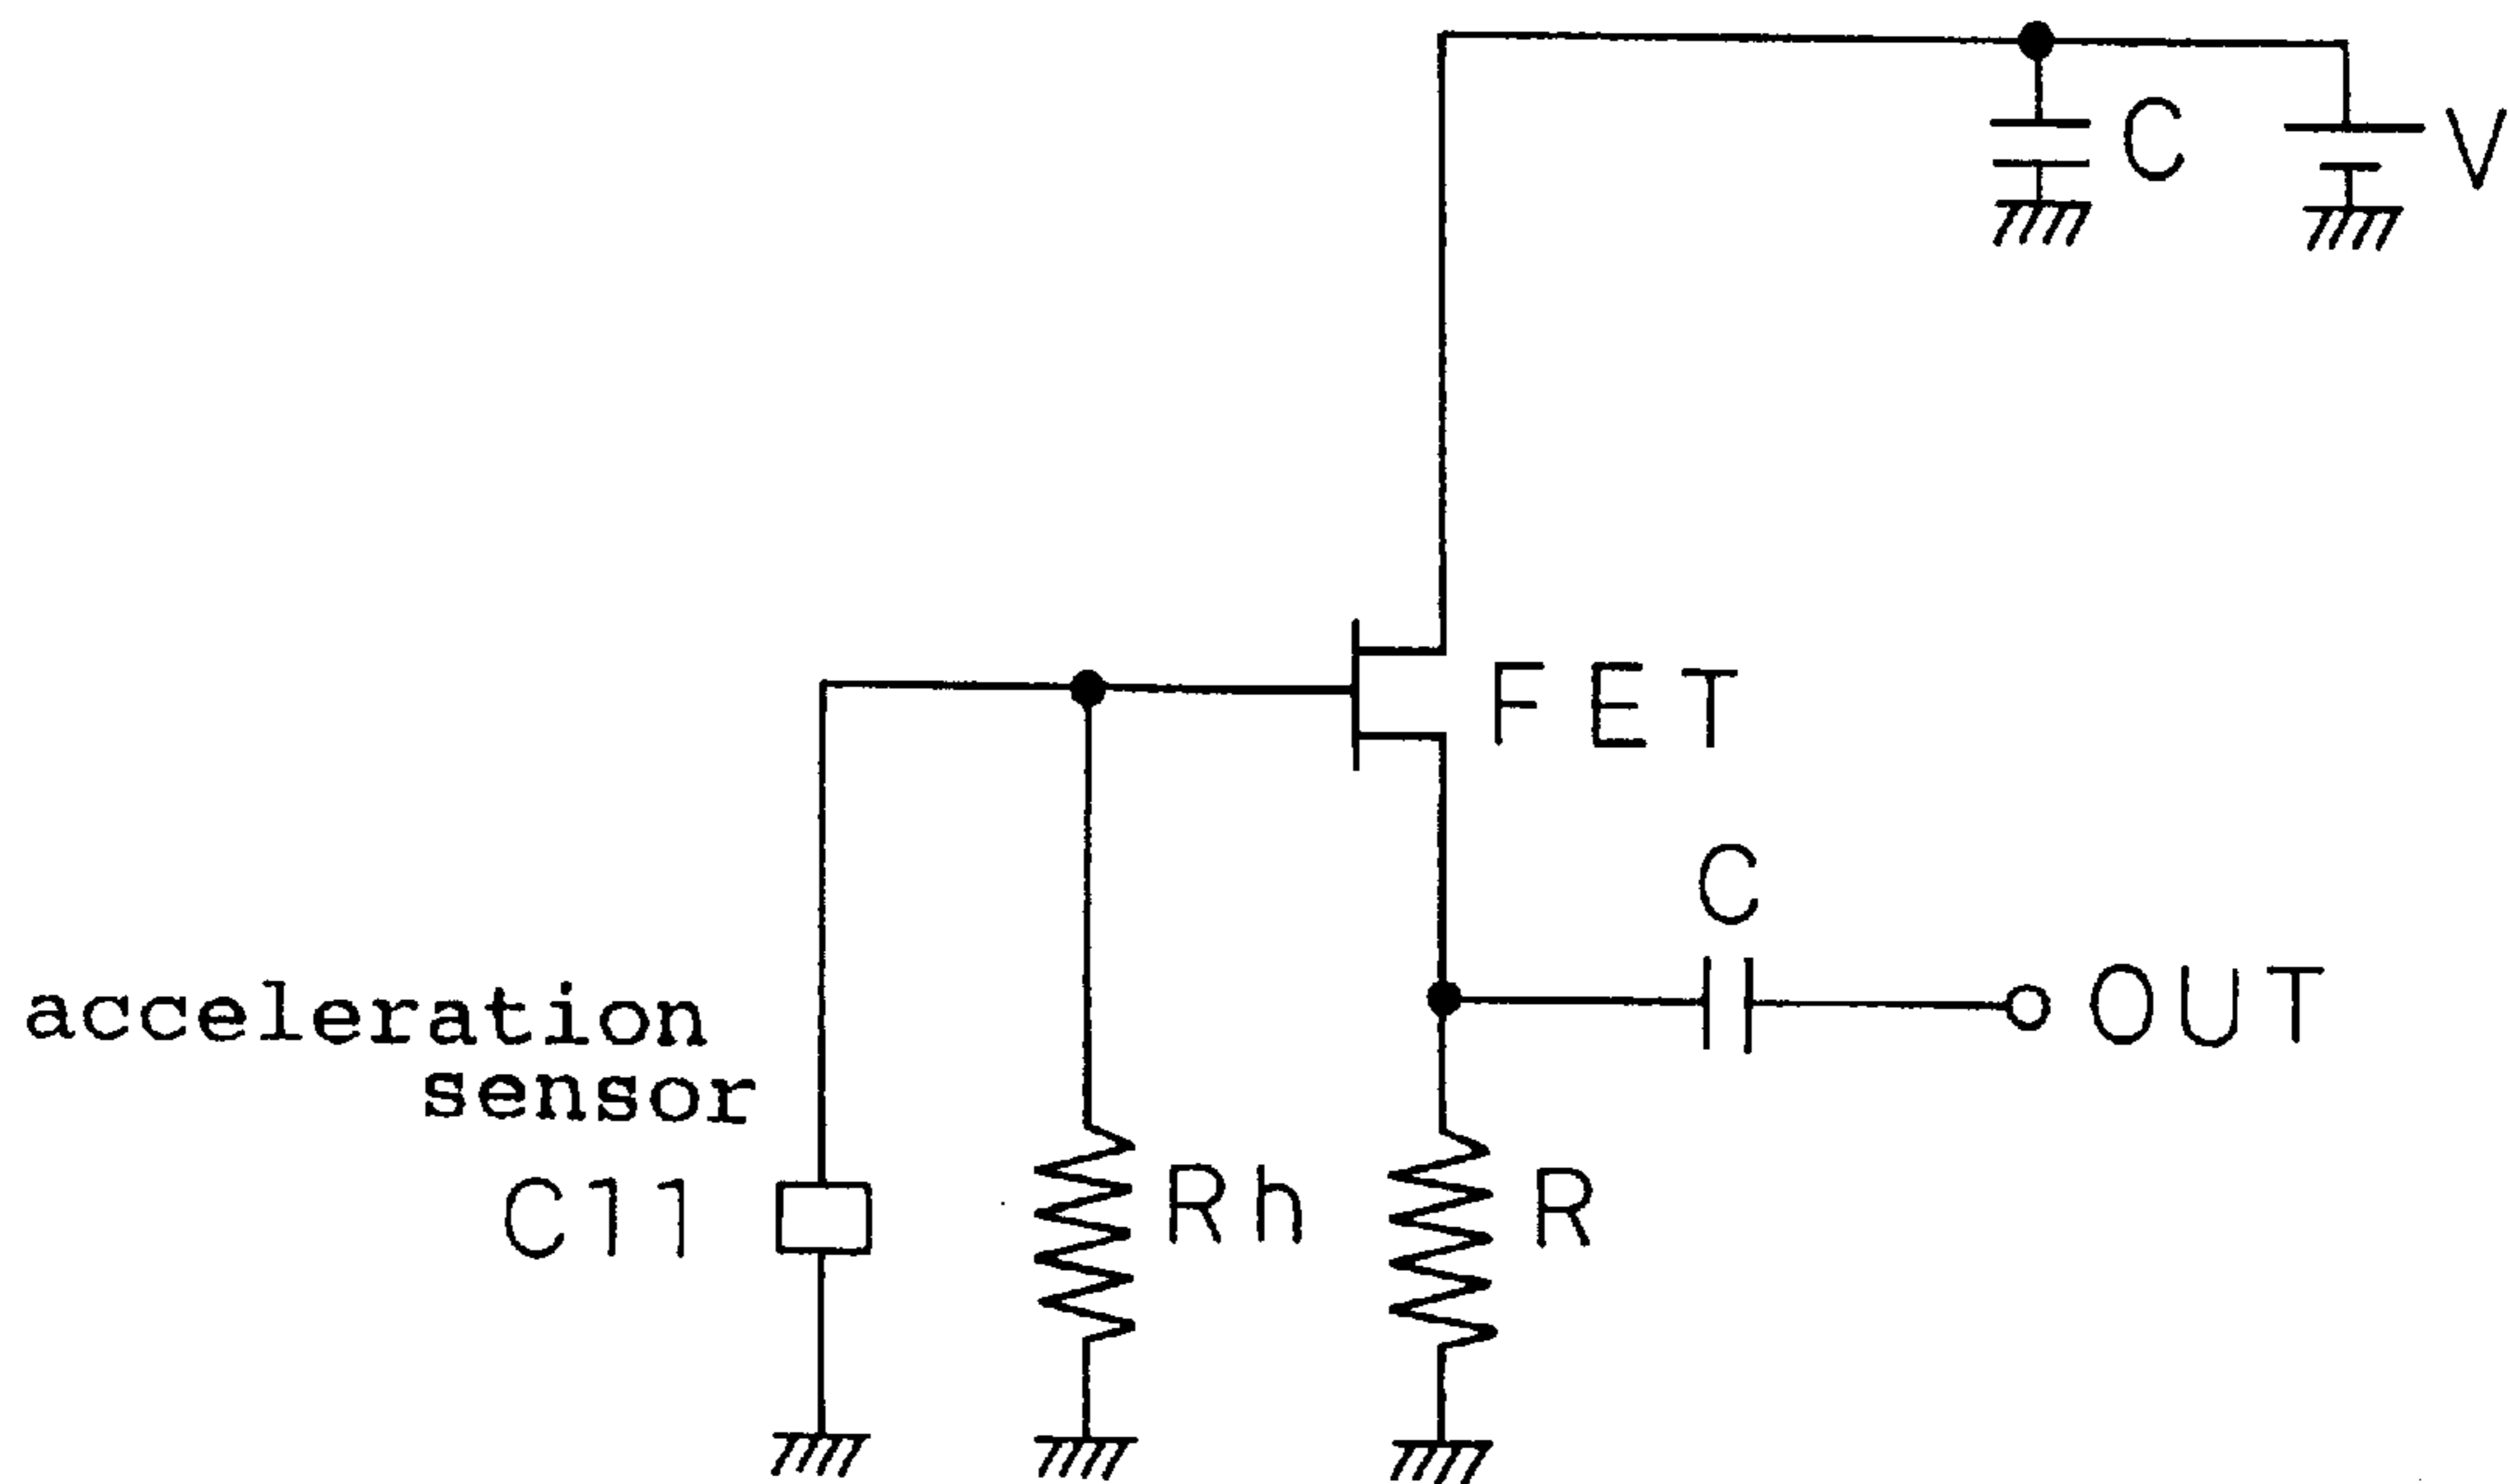 C
V
FET
C
OUT
acceleration
sensor
C11
Rh
R